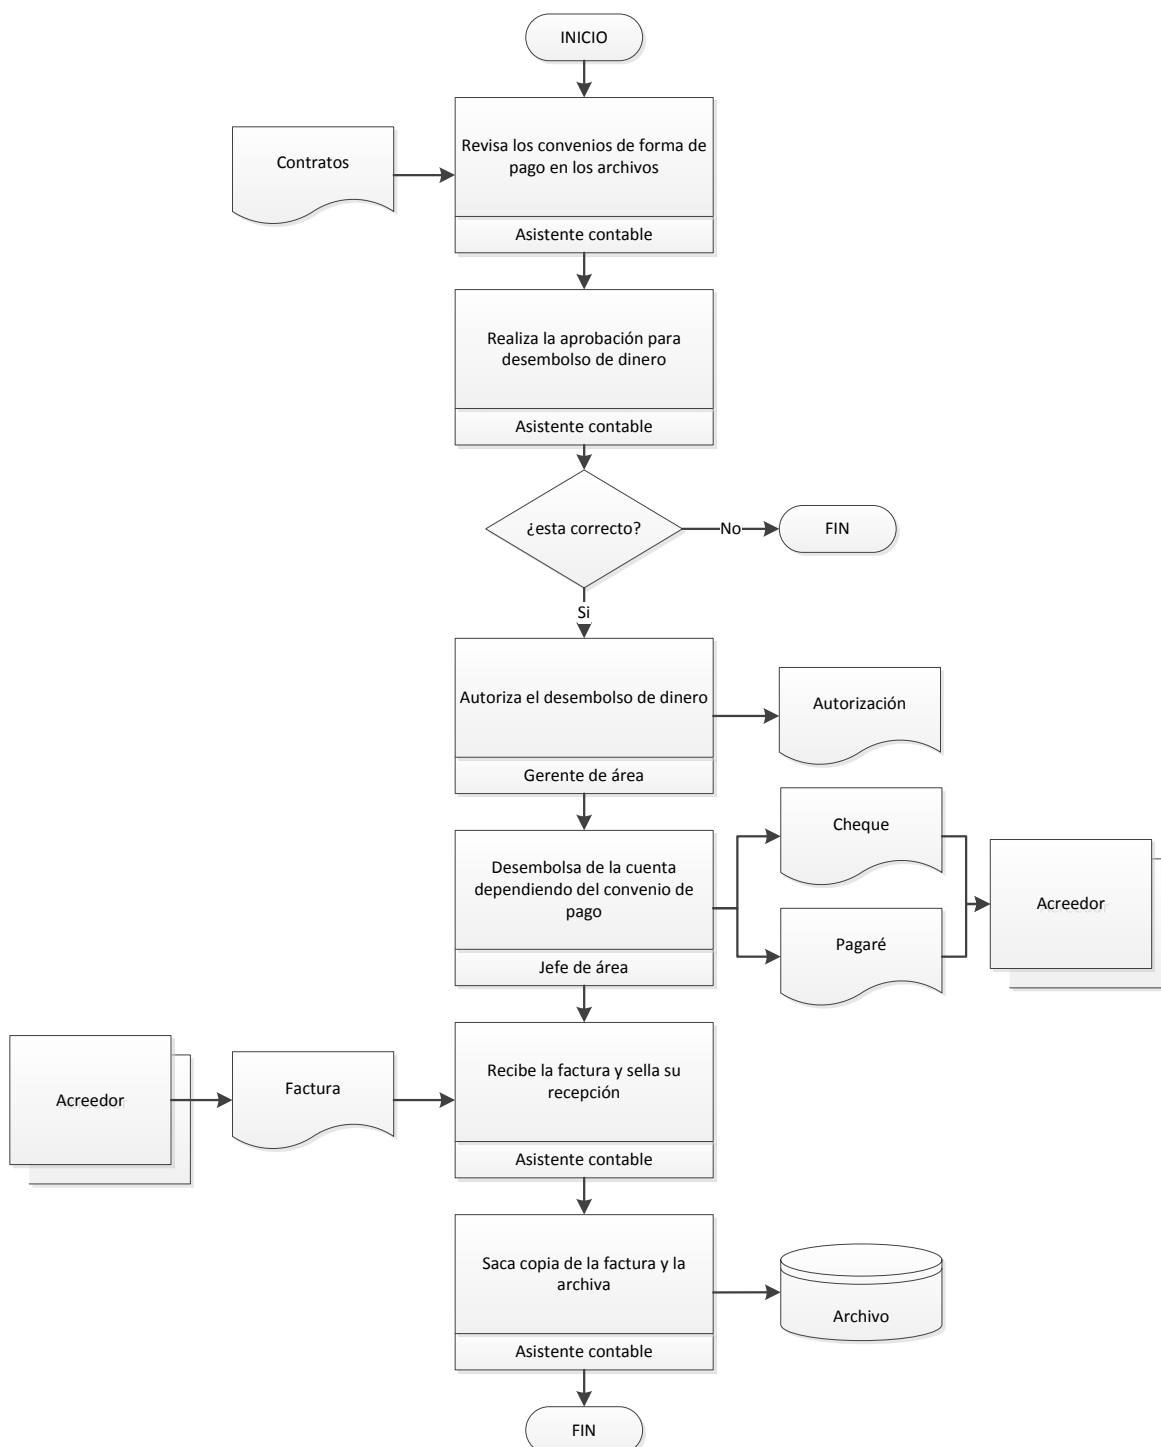 INICIO
Contratos
Revisa los convenios de forma de
pago en los archivos
Asistente contable
Realiza la aprobación para
desembolso de dinero
Asistente contable
¿esta correcto?
No
FIN
Si
Autoriza el desembolso de dinero
Autorización
Gerente de área
Desembolsa de la cuenta
dependiendo del convenio de
pago
Jefe de área
Cheque
Pagaré
Acreedor
Acreedor
Factura
Recibe la factura y sella su
recepción
Asistente contable
Saca copia de la factura y la
archiva
Asistente contable
Archivo
FIN